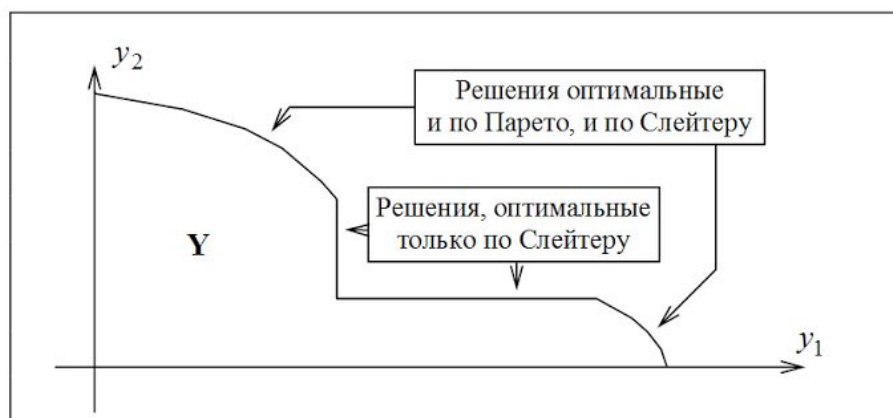 y₂
Решения оптимальные
и по Парето, и по Слейтеру
Решения, оптимальные
только по Слейтеру
Y
y₁